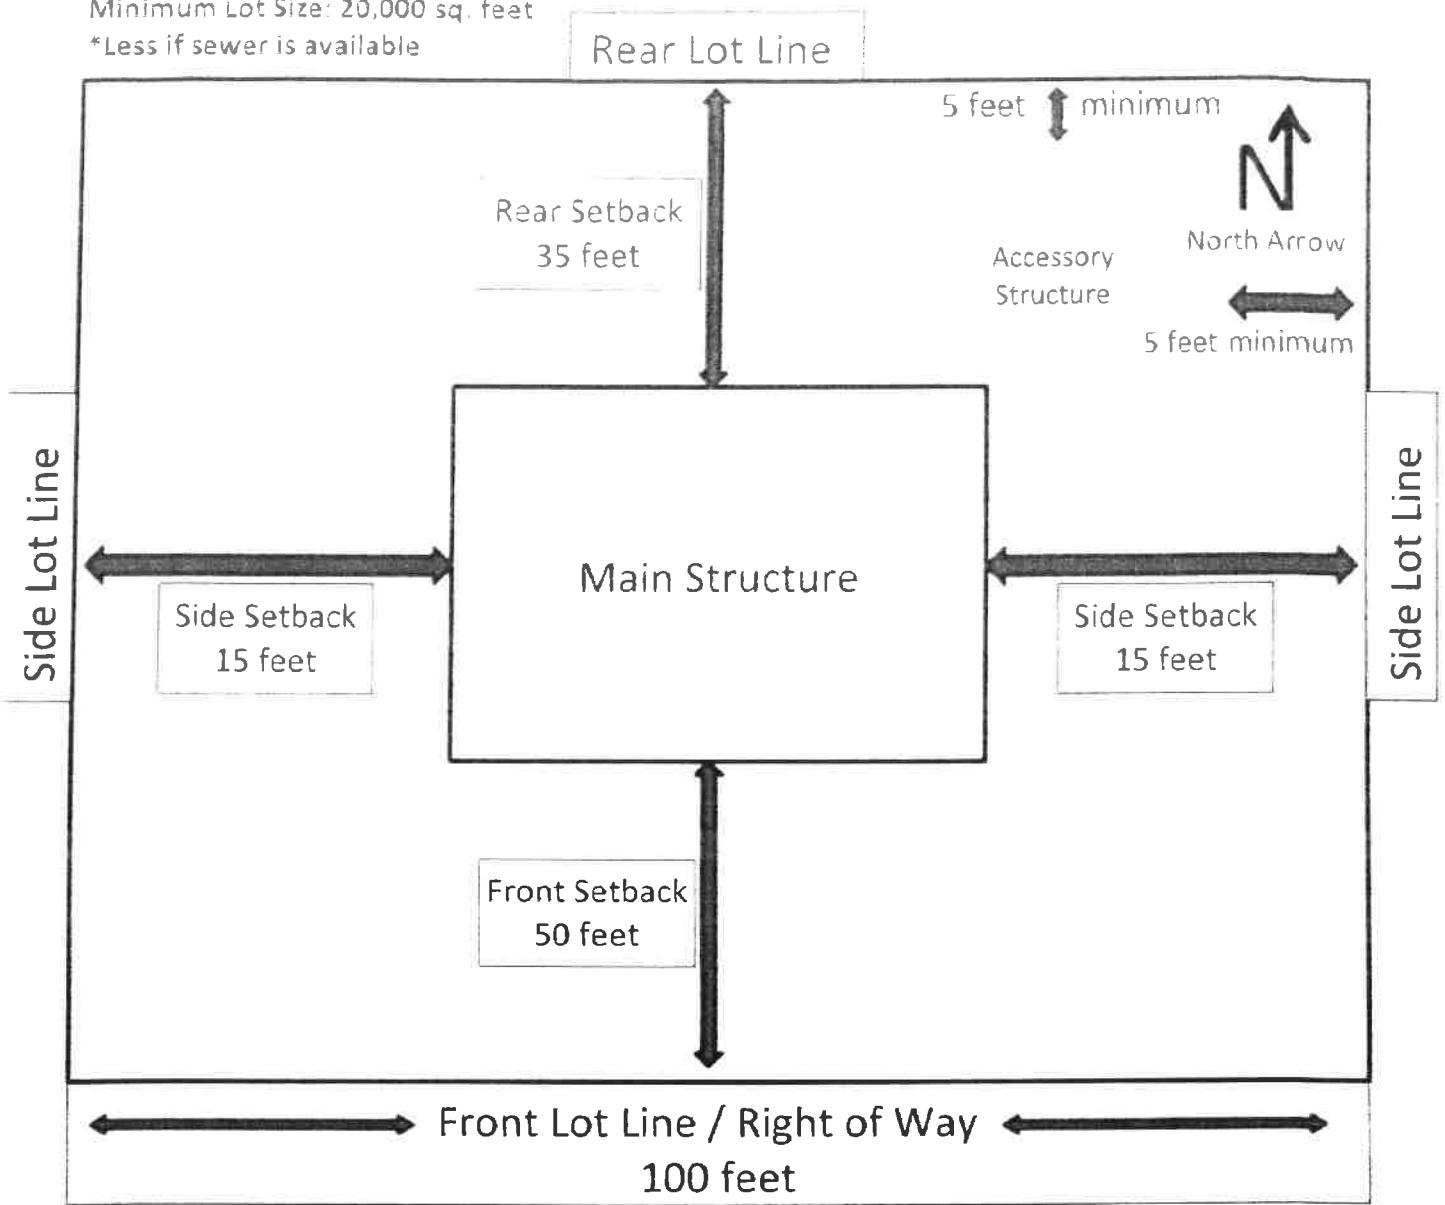 Minimum Lot Size: 20,000 sq. feet
*Less if sewer is available
Rear Lot Line
5 feet minimum
N
North Arrow
Rear Setback
35 feet
Accessory
Structure
5 feet minimum
Side Lot Line
Main Structure
Side Lot Line
Side Setback
15 feet
Side Setback
15 feet
Front Setback
50 feet
Front Lot Line / Right of Way
100 feet